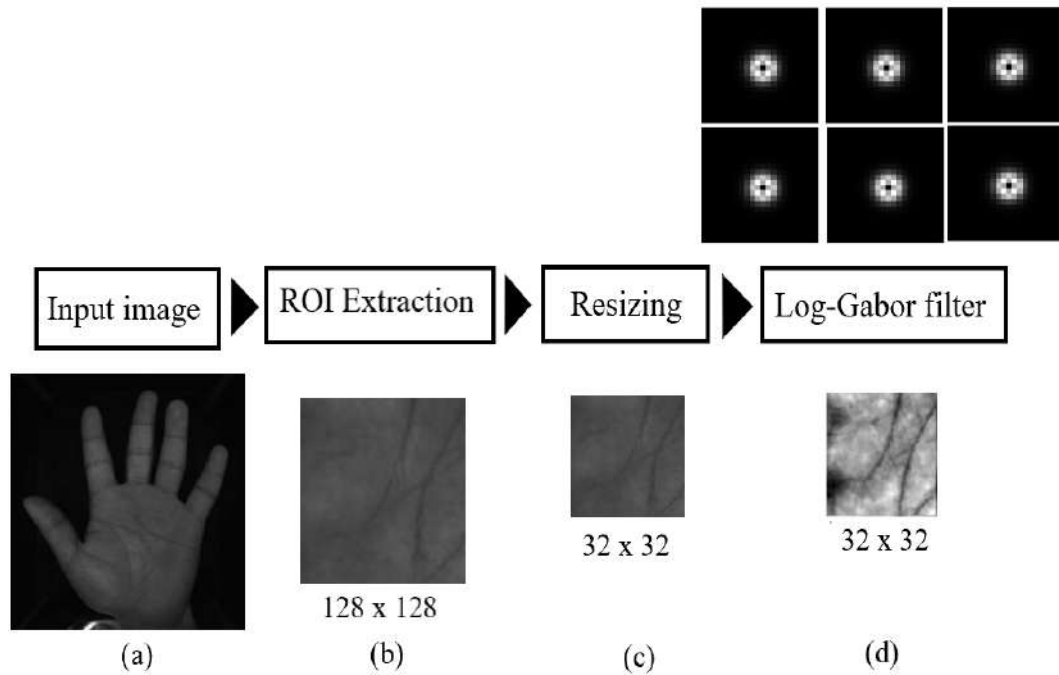 Input image
ROI Extraction
Resizing
Log-Gabor filter
128 x 128
32 x 32
32 x 32
(a)
(b)
(c)
(d)